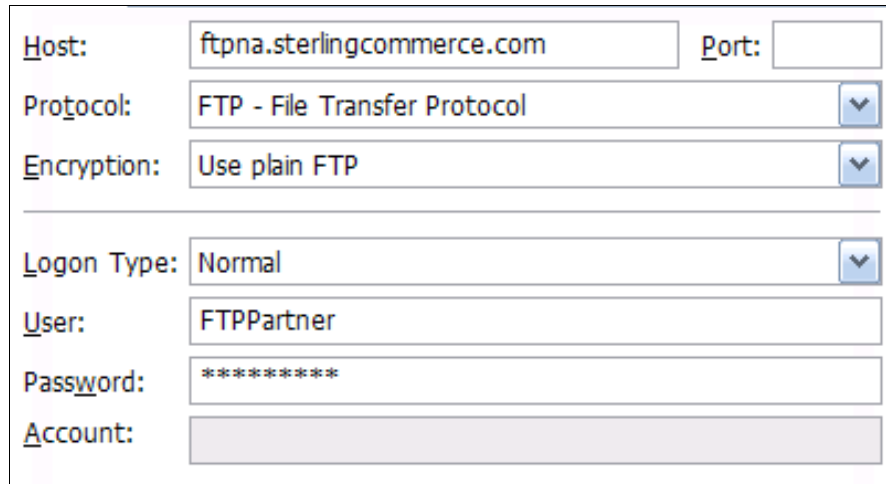 Host: ftpna.sterlingcommerce.com Port:
Protocol: FTP - File Transfer Protocol
Encryption: Use plain FTP
Logon Type: Normal
User: FTPPartner
Password: *********
Account: